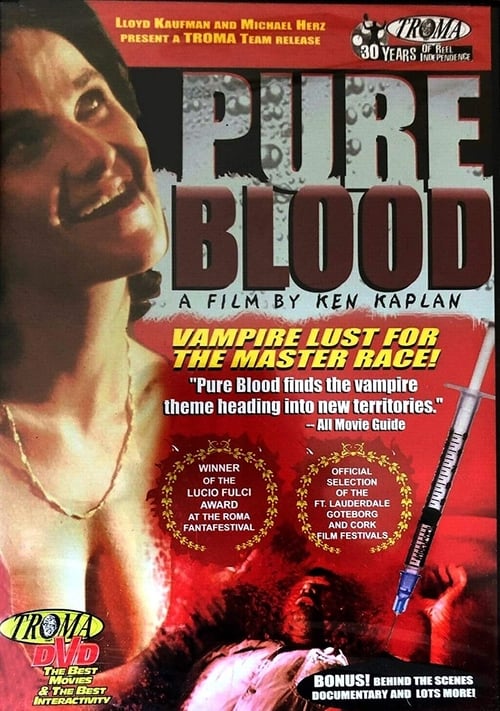 LLOYD KAUFMAN AND MICHAEL HERZ
PRESENT A TROMA TEAM RELEASE
TROMA
30 YEARS OF REEL INDEPENDENCE
PURE
BLOOD
A FILM BY KEN KAPLAN
VAMPIRE LUST FOR
THE MASTER RACE!
"Pure Blood finds the vampire
theme heading into new territories."
– All Movie Guide
WINNER
OF THE
LUCIO FULCI
AWARD
AT THE ROMA
FANTAFESTIVAL
OFFICIAL
SELECTION
OF THE
FT. LAUDERDALE
GOTEBORG
AND CORK
FILM FESTIVALS
TROMA
DVD
THE BEST
MOVIES
& THE BEST
INTERACTIVITY
BONUS! BEHIND THE SCENES
DOCUMENTARY AND LOTS MORE!